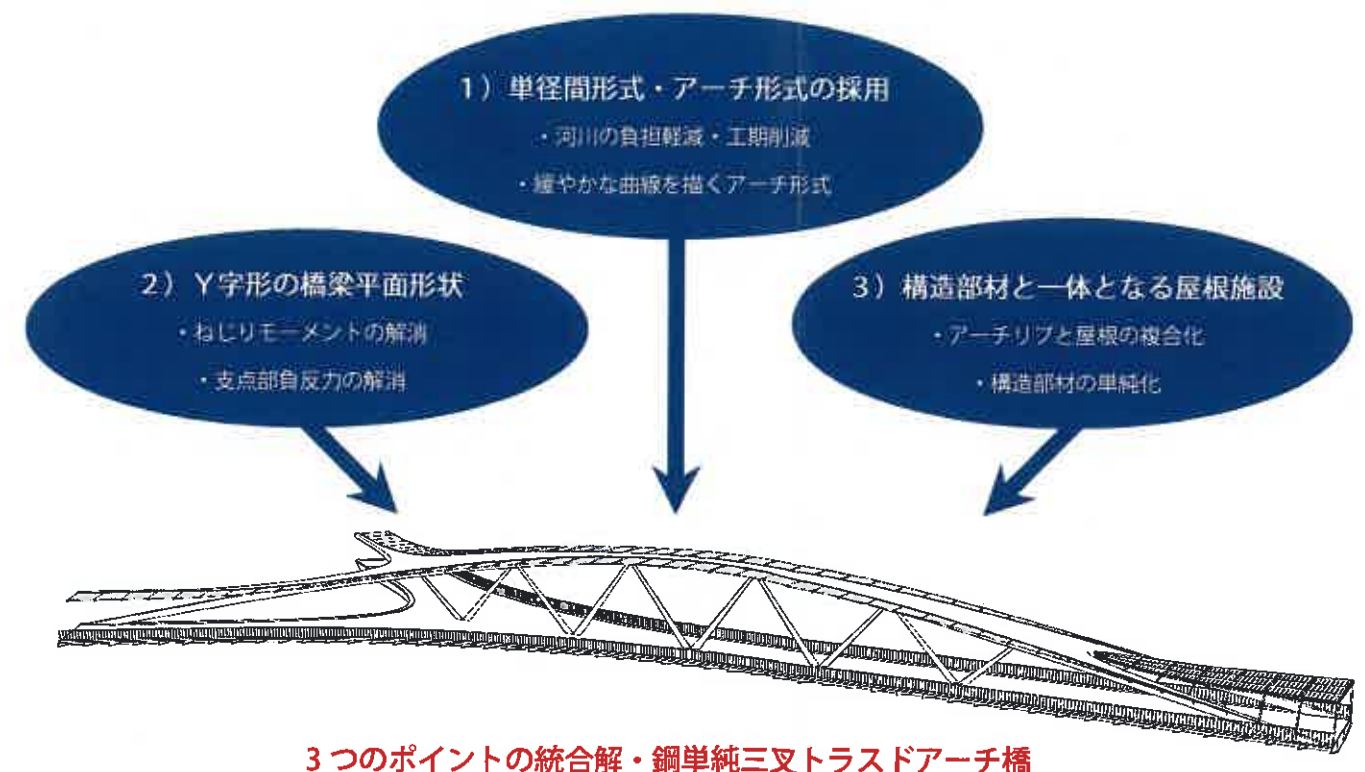 1）単径間形式・アーチ形式の採用
・河川の負担軽減・工期削減
・緩やかな曲線を描くアーチ形式
2）Y字形の橋梁平面形状
・ねじりモーメントの解消
・支点部負反力の解消
3）構造部材と一体となる屋根施設
・アーチリブと屋根の複合化
・構造部材の単純化
3つのポイントの統合解・鋼単純三叉トラスドアーチ橋